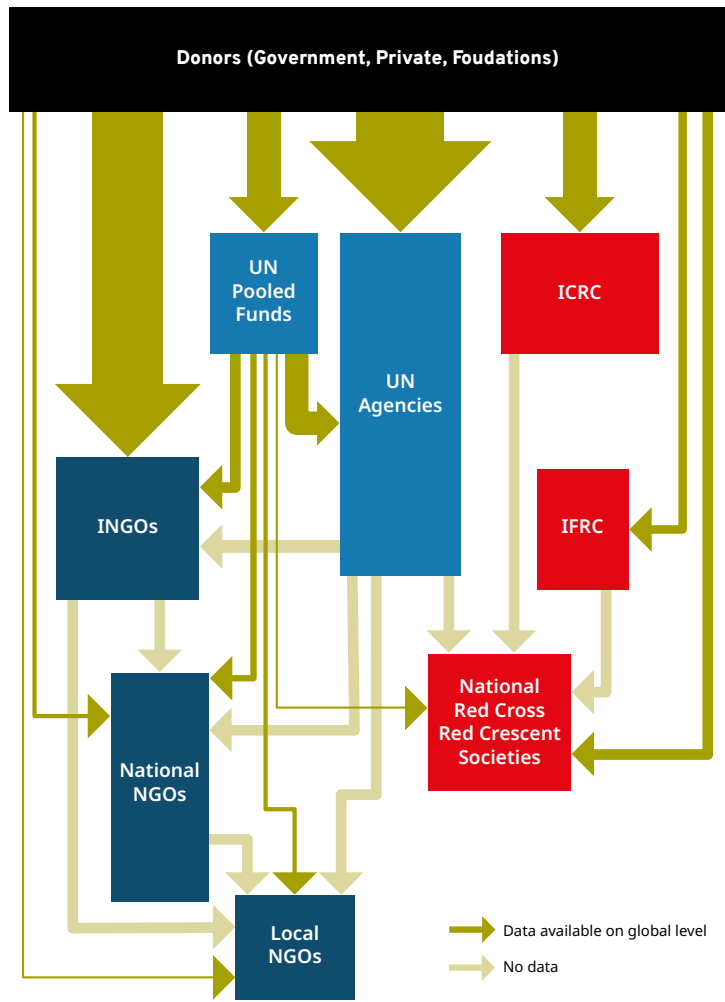 Donors (Government, Private, Foudations)
UN
Pooled
Funds
UN
Agencies
ICRC
INGOs
IFRC
National
NGOs
National
Red Cross
Red Crescent
Societies
Local
NGOs
Data available on global level
No data